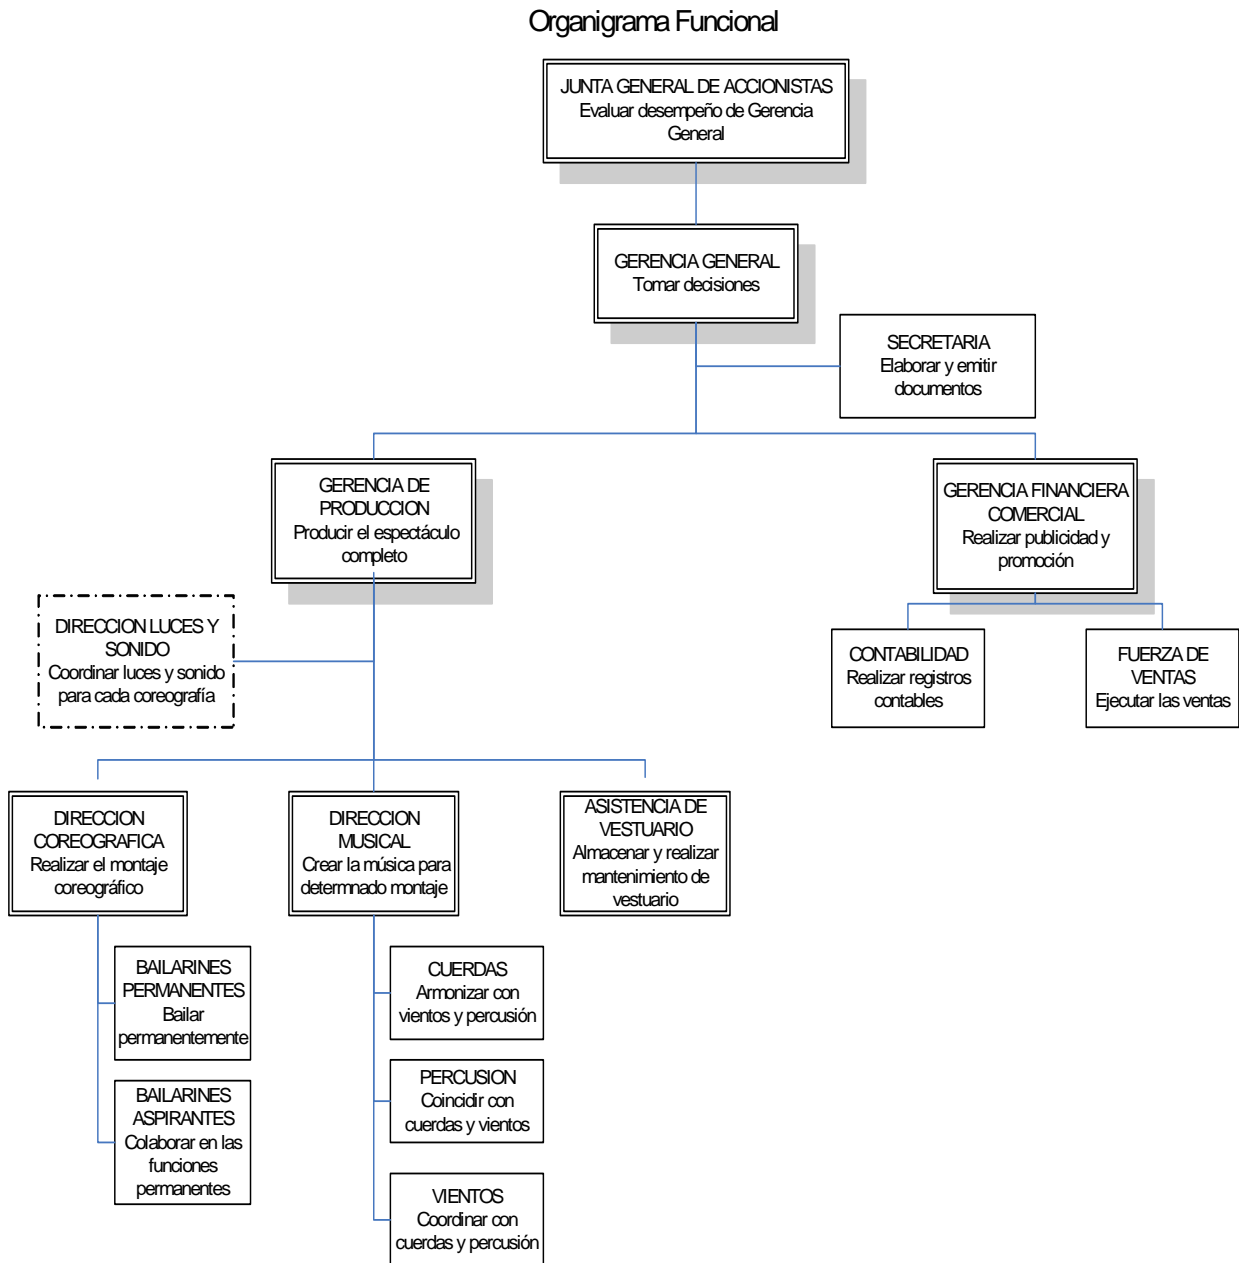 Organigrama Funcional
JUNTA GENERAL DE ACCIONISTAS
Evaluar desempeño de Gerencia
General
GERENCIA GENERAL
Tomar decisiones
SECRETARIA
Elaborar y emitir
documentos
GERENCIA DE
PRODUCCION
Producir el espectáculo
completo
GERENCIA FINANCIERA
COMERCIAL
Realizar publicidad y
promoción
DIRECCION LUCES Y
SONIDO
Coordinar luces y sonido
para cada coreografía
CONTABILIDAD
Realizar registros
contables
FUERZA DE
VENTAS
Ejecutar las ventas
DIRECCION
COREOGRAFICA
Realizar el montaje
coreográfico
DIRECCION
MUSICAL
Crear la música para
determnado montaje
ASISTENCIA DE
VESTUARIO
Almacenar y realizar
mantenimiento de
vestuario
BAILARINES
PERMANENTES
Bailar
permanentemente
BAILARINES
ASPIRANTES
Colaborar en las
funciones
permanentes
CUERDAS
Armonizar con
vientos y percusión
PERCUSION
Coincidir con
cuerdas y vientos
VIENTOS
Coordinar con
cuerdas y percusión